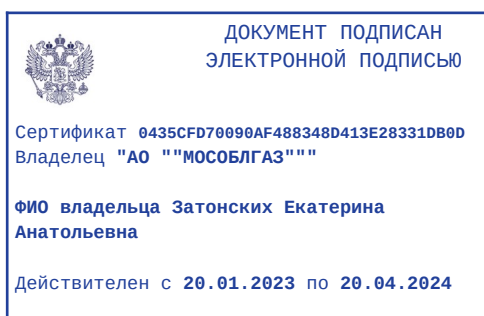 ДОКУМЕНТ ПОДПИСАН
ЭЛЕКТРОННОЙ ПОДПИСЬЮ
Сертификат 0435CFD70090AF488348D413E28331DB0D
Владелец "АО ""МОСОБЛГАЗ"""
ФИО владельца Затонских Екатерина
Анатольевна
Действителен с 20.01.2023 по 20.04.2024